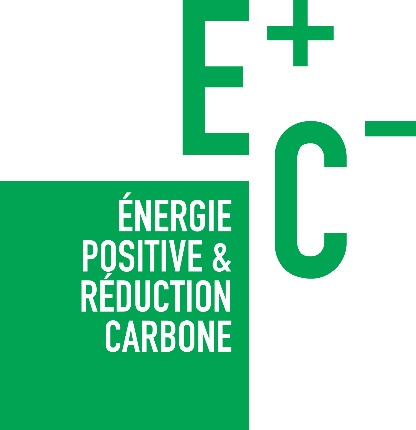 E+
C-
ÉNERGIE
POSITIVE &
RÉDUCTION
CARBONE